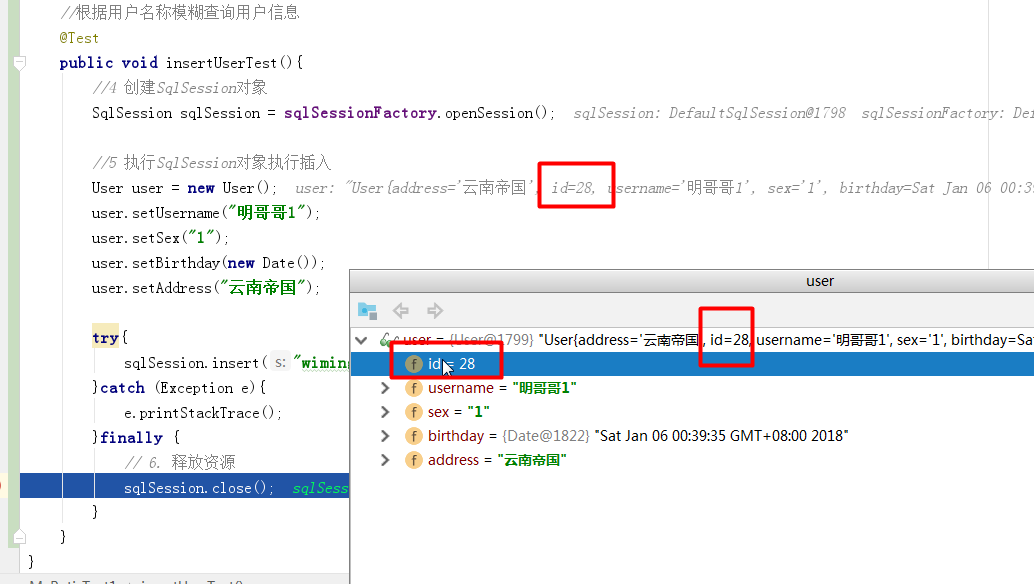 //根据用户名称模糊查询用户信息
@Test
public void insertUserTest(){
//4 创建SqlSession对象
SqlSession sqlSession = sqlSessionFactory.openSession(); sqlSession: DefaultSqlSession@1798 sqlSessionFactory: Def
//5 执行SqlSession对象执行插入
User user = new User(); user: "User{address='云南帝国', id=28, username='明哥哥1', sex='1', birthday=Sat Jan 06 00:3
user.setUsername("明哥哥1");
user.setSex("1");
user.setBirthday(new Date());
user.setAddress("云南帝国");
user
try{
user = {User@1799} "User{address='云南帝国', id=28, username='明哥哥1', sex='1', birthday=Sat
sqlSession.insert( s: "wiming
id = 28
}catch (Exception e){
username = "明哥哥1"
e.printStackTrace();
sex = "1"
}finally {
birthday = {Date@1822} "Sat Jan 06 00:39:35 GMT+08:00 2018"
// 6. 释放资源
address = "云南帝国"
sqlSession.close(); sqlSess
}
}
}